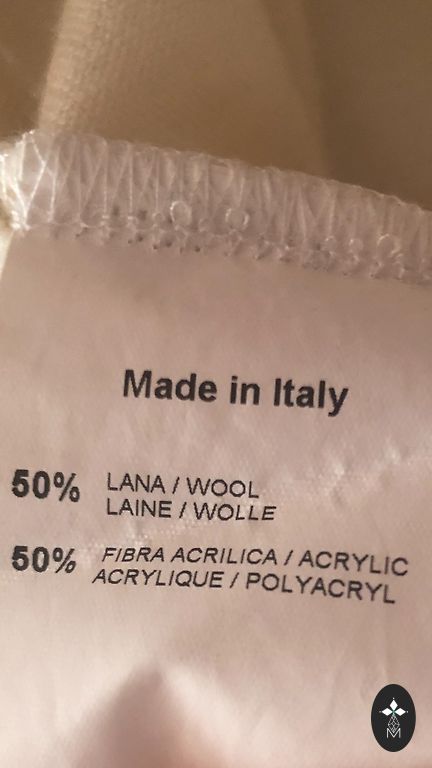 Made in Italy
50% LANA / WOOL
LAINE / WOLLE
50% FIBRA ACRILICA / ACRYLIC
ACRYLIQUE / POLYACRYL
M